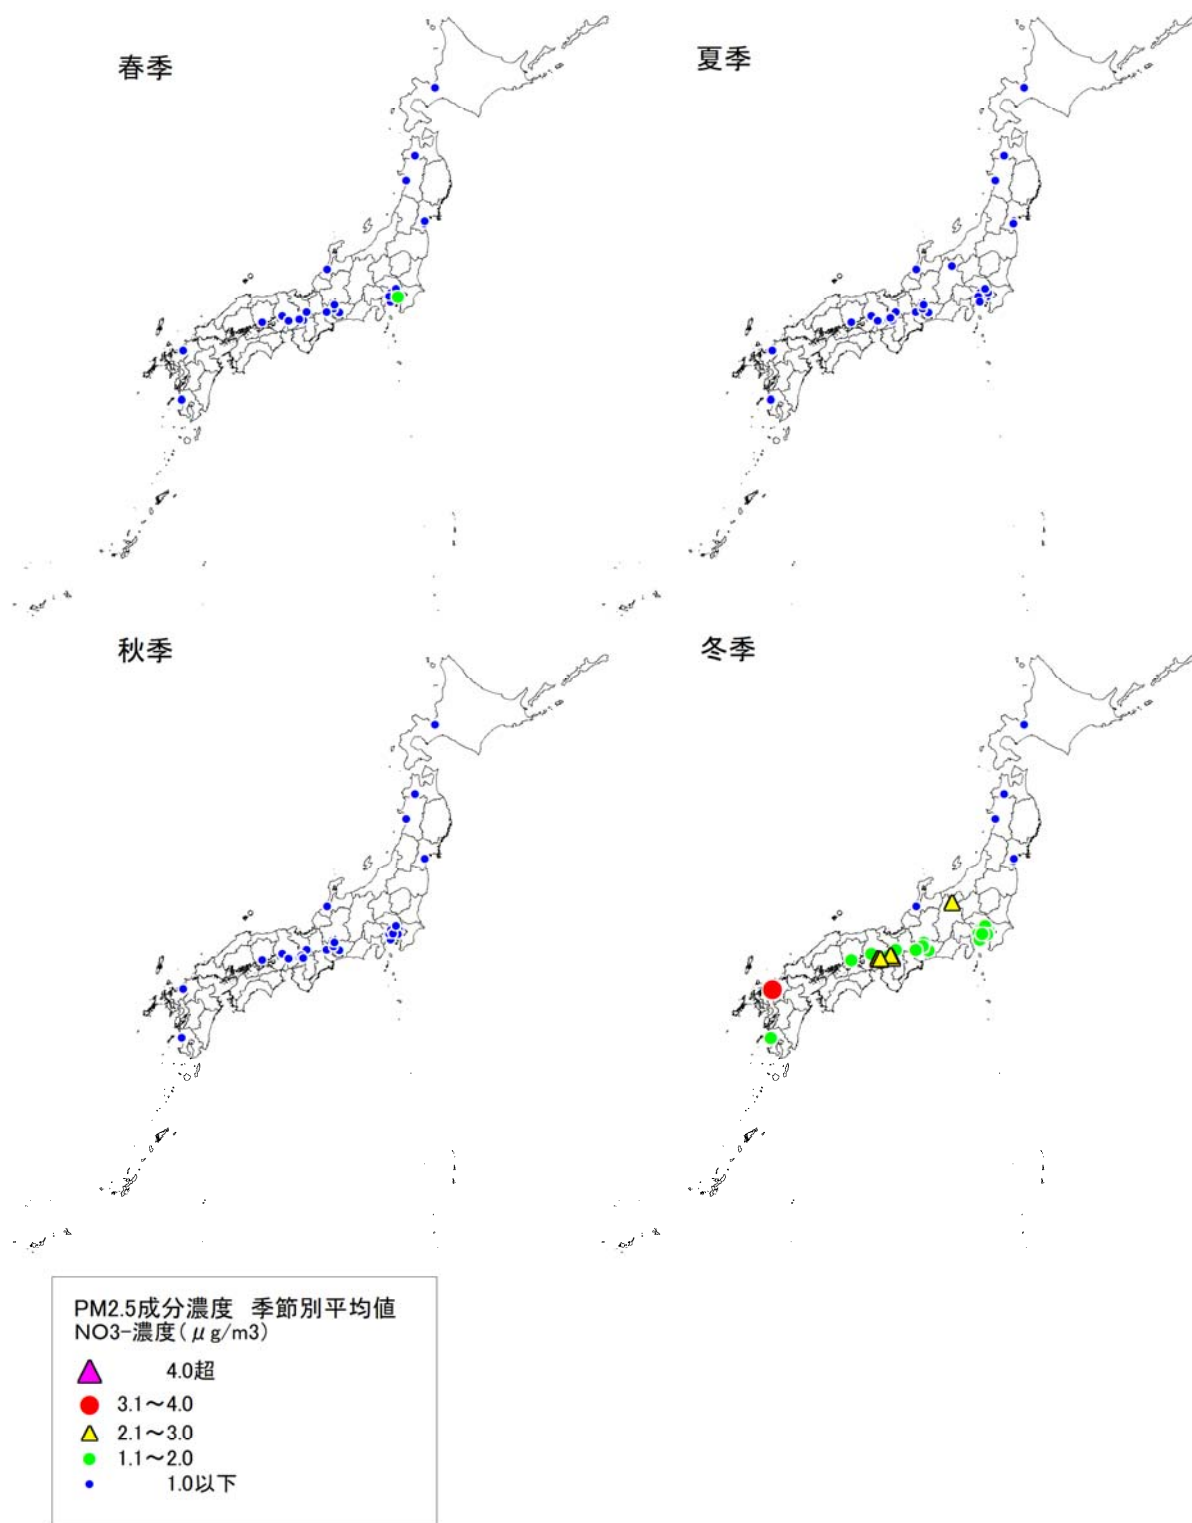 春季
夏季
秋季
冬季
PM2.5成分濃度 季節別平均値
NO3-濃度(μg/m3)
4.0超
3.1~4.0
2.1~3.0
1.1~2.0
1.0以下